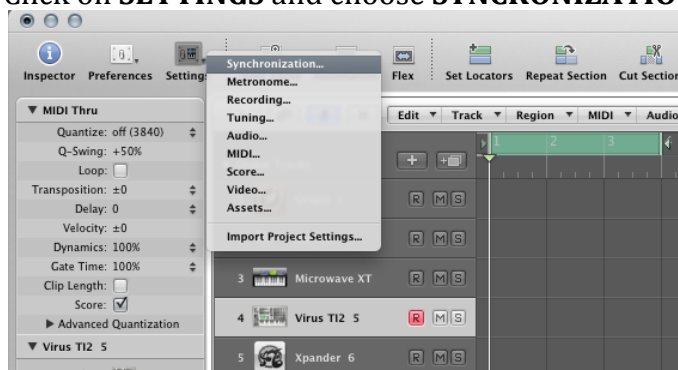 Click on SETTINGS and choose SYNCRONIZATIO
Inspector Preferences Settings Flex Set Locators Repeat Section Cut Section
Synchronization...
Metronome...
Recording...
Tuning...
Audio...
MIDI...
Score...
Video...
Assets...
Import Project Settings...
Edit Track Region MIDI Audio
1 2 3 4
▼ MIDI Thru
Quantize: off (3840)
Q-Swing: +50%
Loop:
Transposition: ±0
Delay: 0
Velocity: ±0
Dynamics: 100%
Gate Time: 100%
Clip Length:
Score:
▶ Advanced Quantization
▼ Virus TI2 5
R M S
R M S
3 Microwave XT R M S
4 Virus TI2 5 R M S
5 Xpander 6 R M S